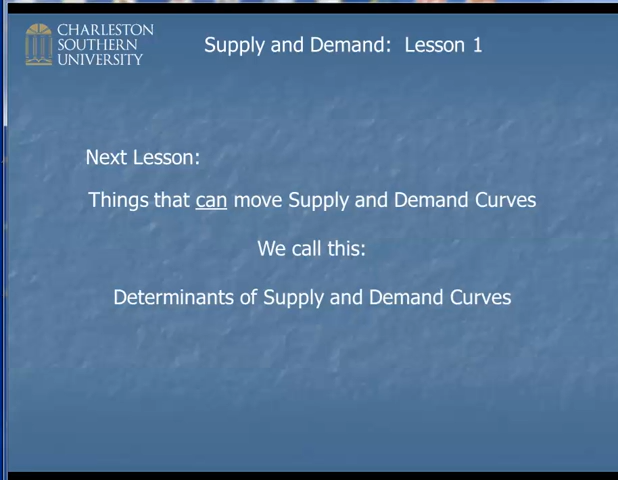 CHARLESTON
SOUTHERN
UNIVERSITY
Supply and Demand: Lesson 1
Next Lesson:
Things that can move Supply and Demand Curves
We call this:
Determinants of Supply and Demand Curves